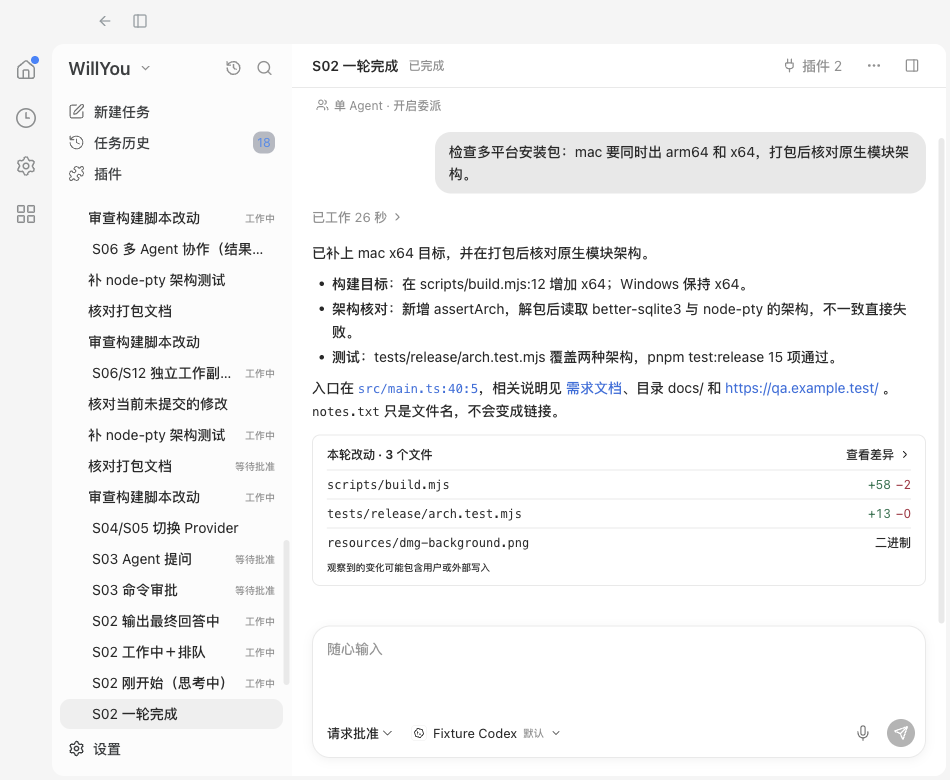 WillYou
新建任务
任务历史 18
插件
审查构建脚本改动 工作中
S06 多 Agent 协作（结果...
补 node-pty 架构测试
核对打包文档
审查构建脚本改动
S06/S12 独立工作副... 工作中
核对当前未提交的修改
补 node-pty 架构测试 工作中
核对打包文档 等待批准
审查构建脚本改动 工作中
S04/S05 切换 Provider
S03 Agent 提问 等待批准
S03 命令审批 等待批准
S02 输出最终回答中 工作中
S02 工作中＋排队 工作中
S02 刚开始（思考中） 工作中
S02 一轮完成
设置
S02 一轮完成 已完成 插件 2
单 Agent · 开启委派
检查多平台安装包：mac 要同时出 arm64 和 x64，打包后核对原生模块架
构。
已工作 26 秒
已补上 mac x64 目标，并在打包后核对原生模块架构。
• 构建目标：在 scripts/build.mjs:12 增加 x64；Windows 保持 x64。
• 架构核对：新增 assertArch，解包后读取 better-sqlite3 与 node-pty 的架构，不一致直接失
败。
• 测试：tests/release/arch.test.mjs 覆盖两种架构，pnpm test:release 15 项通过。
入口在 src/main.ts:40:5，相关说明见 需求文档、目录 docs/ 和 https://qa.example.test/ 。
notes.txt 只是文件名，不会变成链接。
本轮改动 · 3 个文件 查看差异
scripts/build.mjs +58 −2
tests/release/arch.test.mjs +13 −0
resources/dmg-background.png 二进制
观察到的变化可能包含用户或外部写入
随心输入
请求批准 Fixture Codex 默认